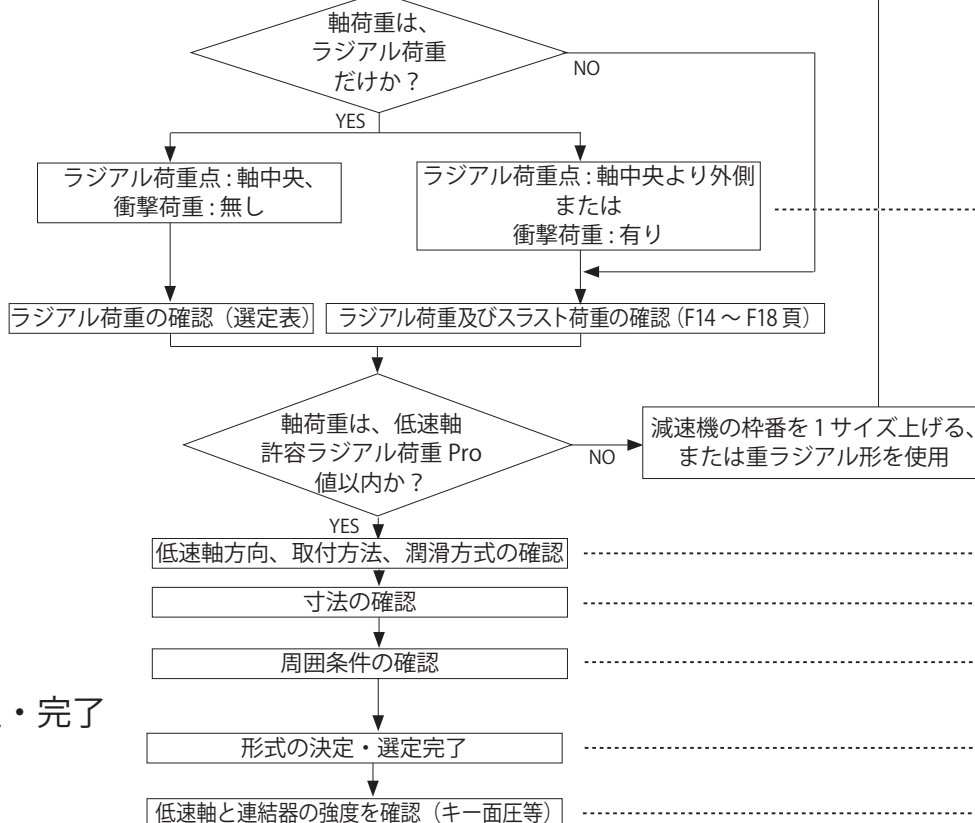 軸荷重は、
ラジアル荷重
だけか？
NO
YES
ラジアル荷重点：軸中央、
衝撃荷重：無し
ラジアル荷重点：軸中央より外側
または
衝撃荷重：有り
ラジアル荷重の確認（選定表）
ラジアル荷重及びスラスト荷重の確認（F14 ～ F18 頁）
軸荷重は、低速軸
許容ラジアル荷重 Pro
値以内か？
NO
減速機の枠番を 1 サイズ上げる、
または重ラジアル形を使用
YES
低速軸方向、取付方法、潤滑方式の確認
寸法の確認
周囲条件の確認
・完了
形式の決定・選定完了
低速軸と連結器の強度を確認（キー面圧等）